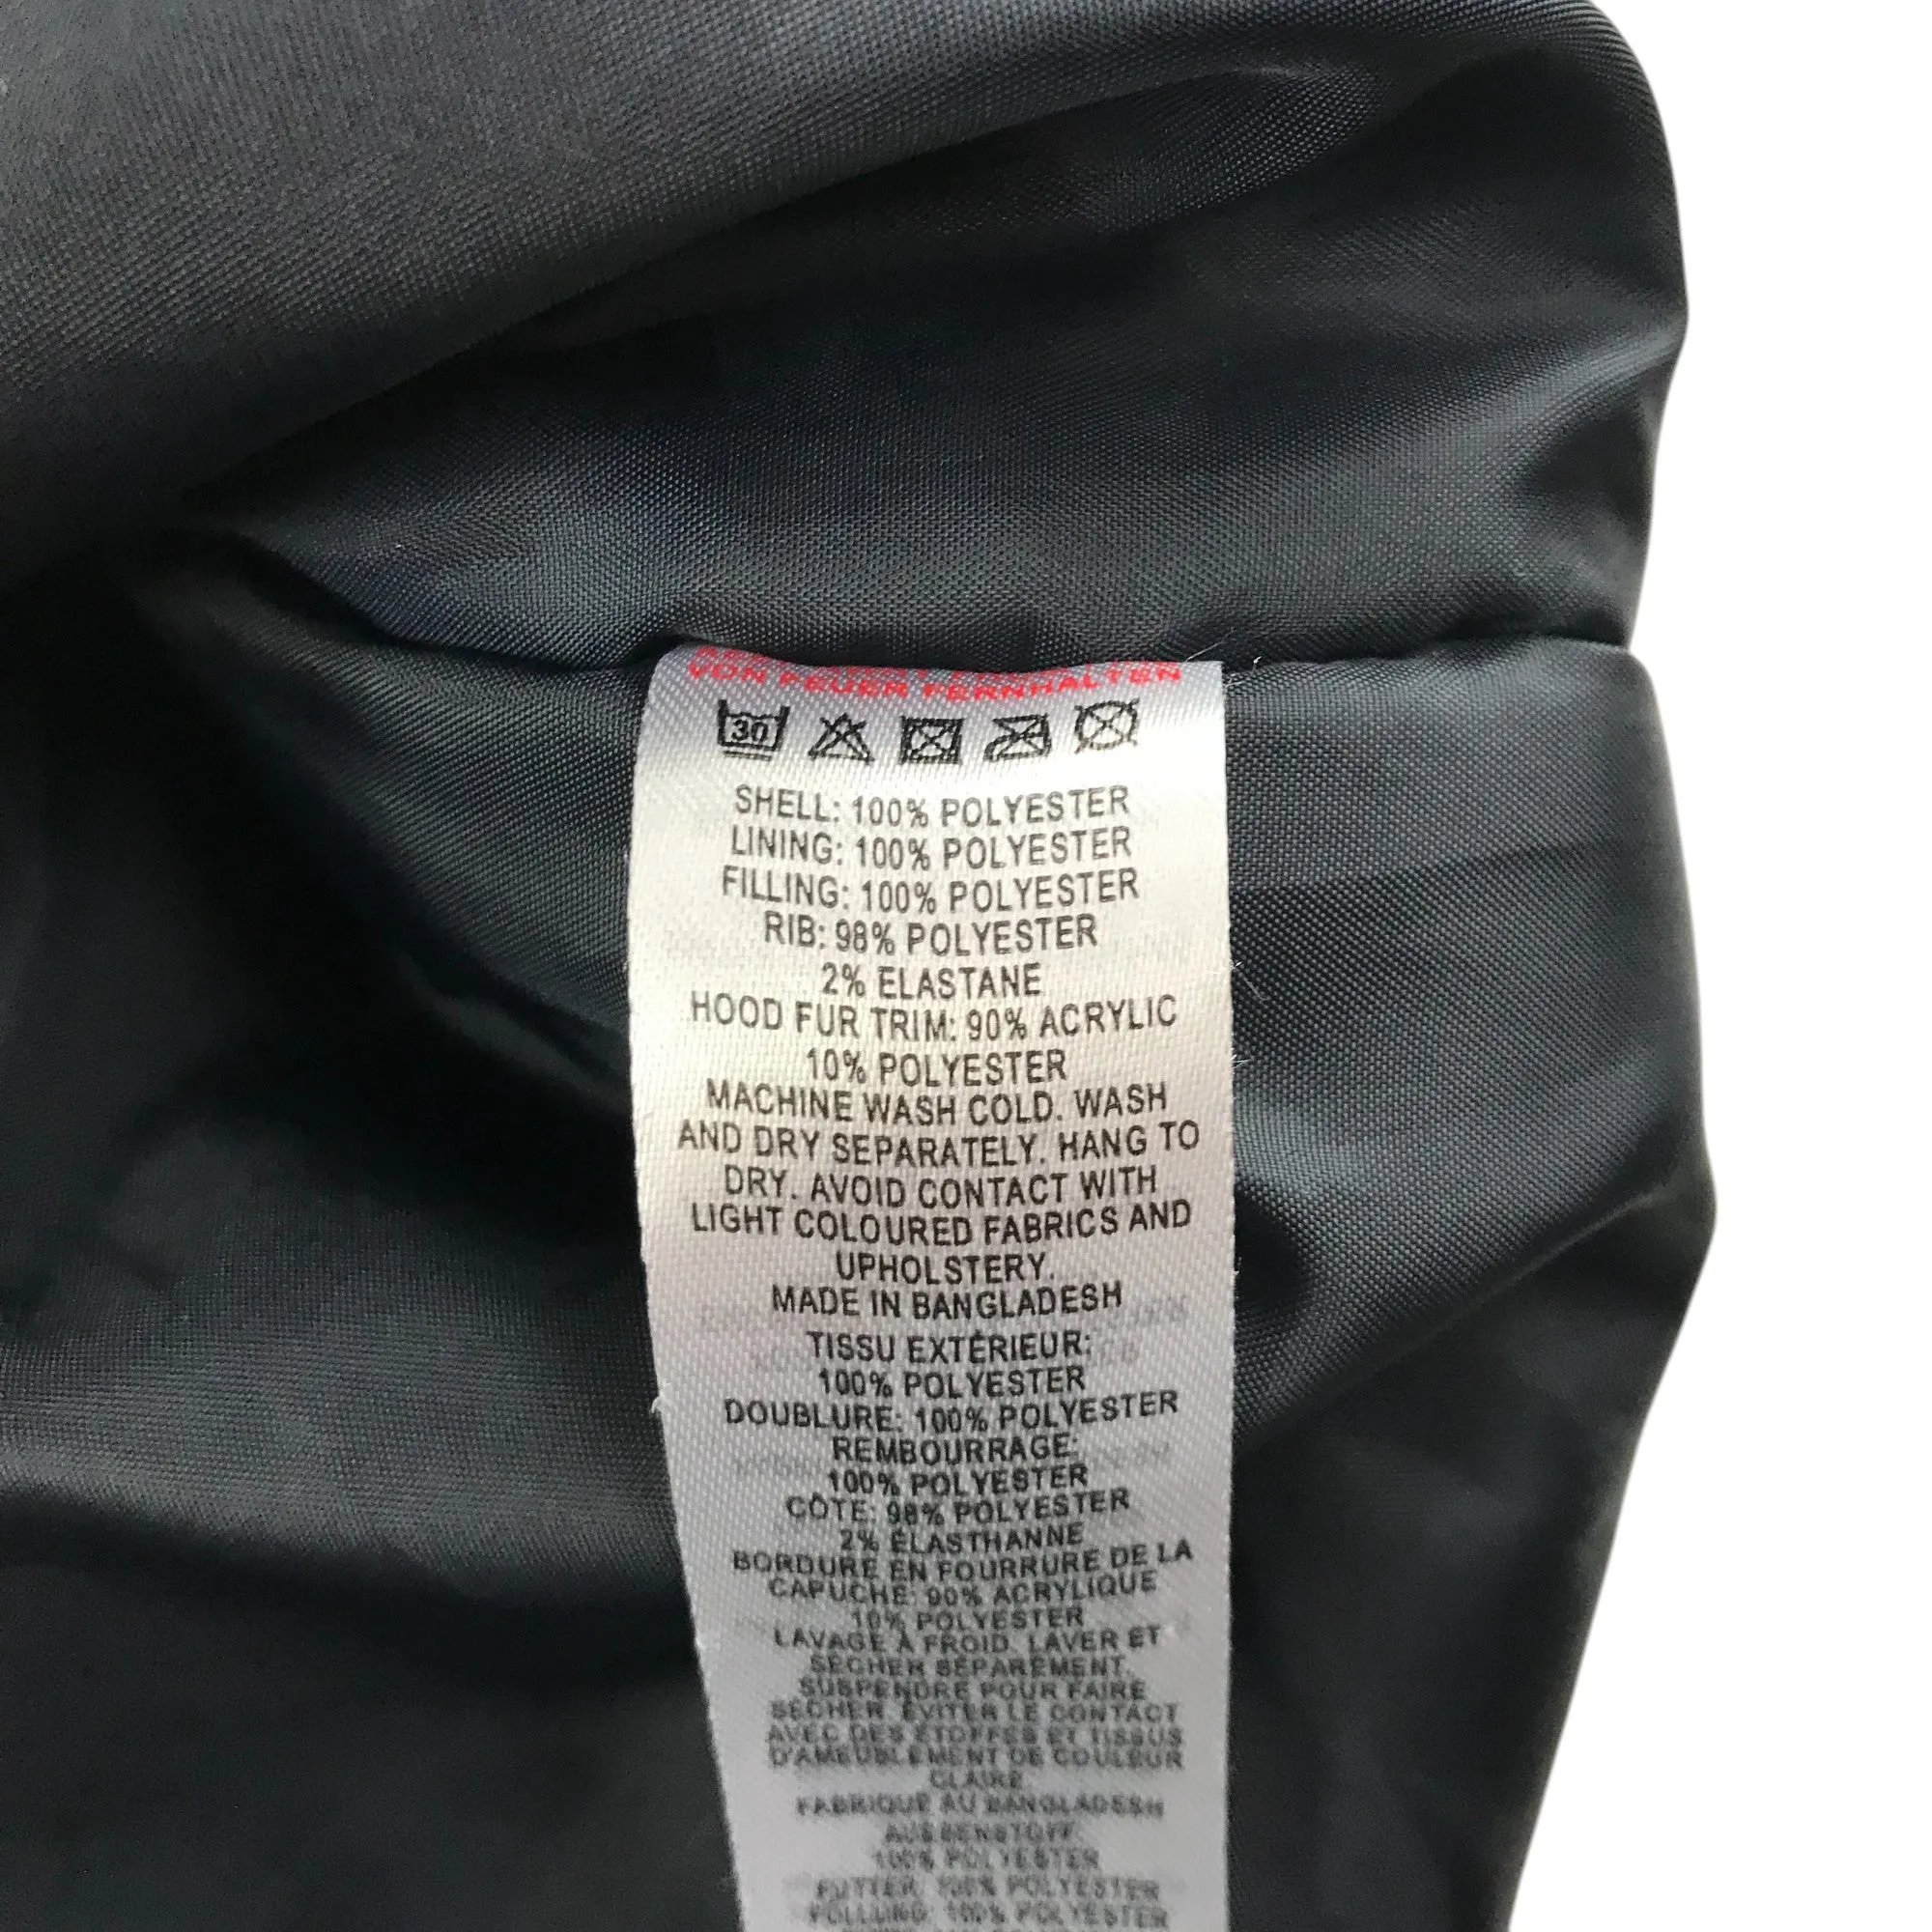 VON FEUER FERNHALTEN
30
SHELL: 100% POLYESTER
LINING: 100% POLYESTER
FILLING: 100% POLYESTER
RIB: 98% POLYESTER
2% ELASTANE
HOOD FUR TRIM: 90% ACRYLIC
10% POLYESTER
MACHINE WASH COLD. WASH
AND DRY SEPARATELY. HANG TO
DRY. AVOID CONTACT WITH
LIGHT COLOURED FABRICS AND
UPHOLSTERY.
MADE IN BANGLADESH
TISSU EXTÉRIEUR:
100% POLYESTER
DOUBLURE: 100% POLYESTER
REMBOURRAGE:
100% POLYESTER
CÔTE: 98% POLYESTER
2% ÉLASTHANNE
BORDURE EN FOURRURE DE LA
CAPUCHE: 90% ACRYLIQUE
10% POLYESTER
LAVAGE À FROID. LAVER ET
SÉCHER SÉPARÉMENT.
SUSPENDRE POUR FAIRE
SÉCHER. ÉVITER LE CONTACT
AVEC DES ÉTOFFES ET TISSUS
D'AMEUBLEMENT DE COULEUR
CLAIRE.
FABRIQUÉ AU BANGLADESH
AUSSENSTOFF:
100% POLYESTER
FUTTER: 100% POLYESTER
FÜLLUNG: 100% POLYESTER